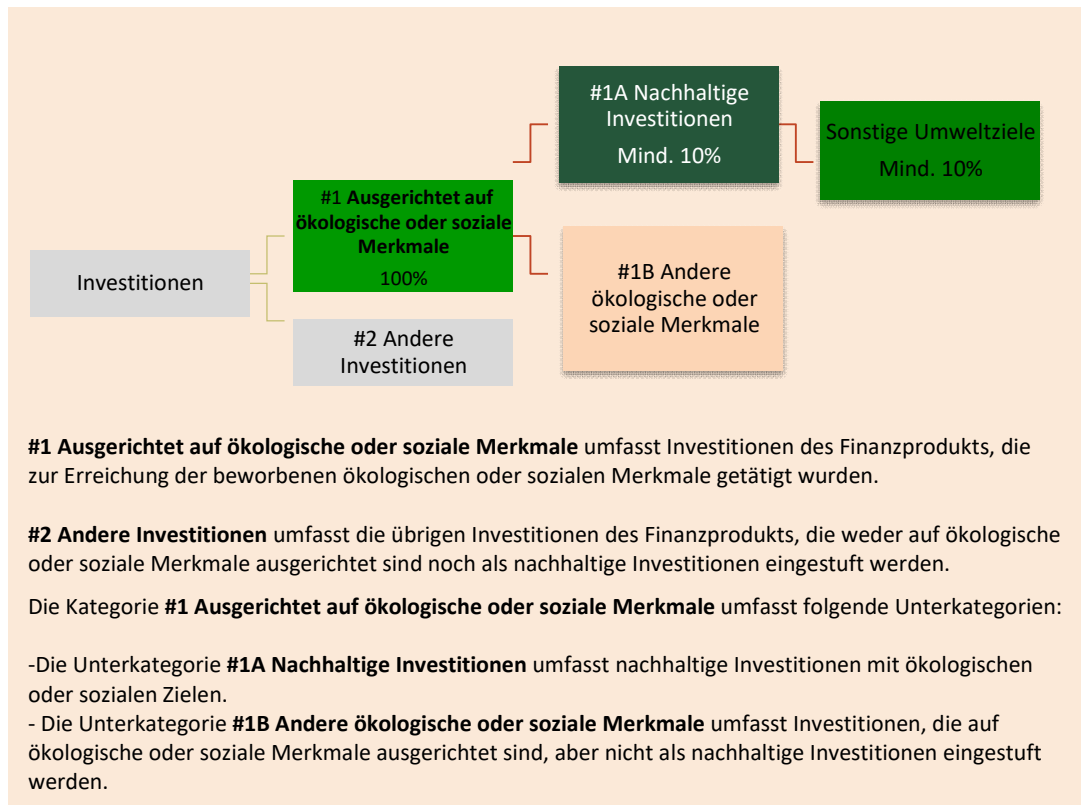 #1A Nachhaltige
Investitionen
Mind. 10%
Sonstige Umweltziele
Mind. 10%
#1 Ausgerichtet auf
ökologische oder soziale
Merkmale
100%
Investitionen
#1B Andere
ökologische oder
soziale Merkmale
#2 Andere
Investitionen
#1 Ausgerichtet auf ökologische oder soziale Merkmale umfasst Investitionen des Finanzprodukts, die
zur Erreichung der beworbenen ökologischen oder sozialen Merkmale getätigt wurden.
#2 Andere Investitionen umfasst die übrigen Investitionen des Finanzprodukts, die weder auf ökologische
oder soziale Merkmale ausgerichtet sind noch als nachhaltige Investitionen eingestuft werden.
Die Kategorie #1 Ausgerichtet auf ökologische oder soziale Merkmale umfasst folgende Unterkategorien:
-Die Unterkategorie #1A Nachhaltige Investitionen umfasst nachhaltige Investitionen mit ökologischen
oder sozialen Zielen.
- Die Unterkategorie #1B Andere ökologische oder soziale Merkmale umfasst Investitionen, die auf
ökologische oder soziale Merkmale ausgerichtet sind, aber nicht als nachhaltige Investitionen eingestuft
werden.